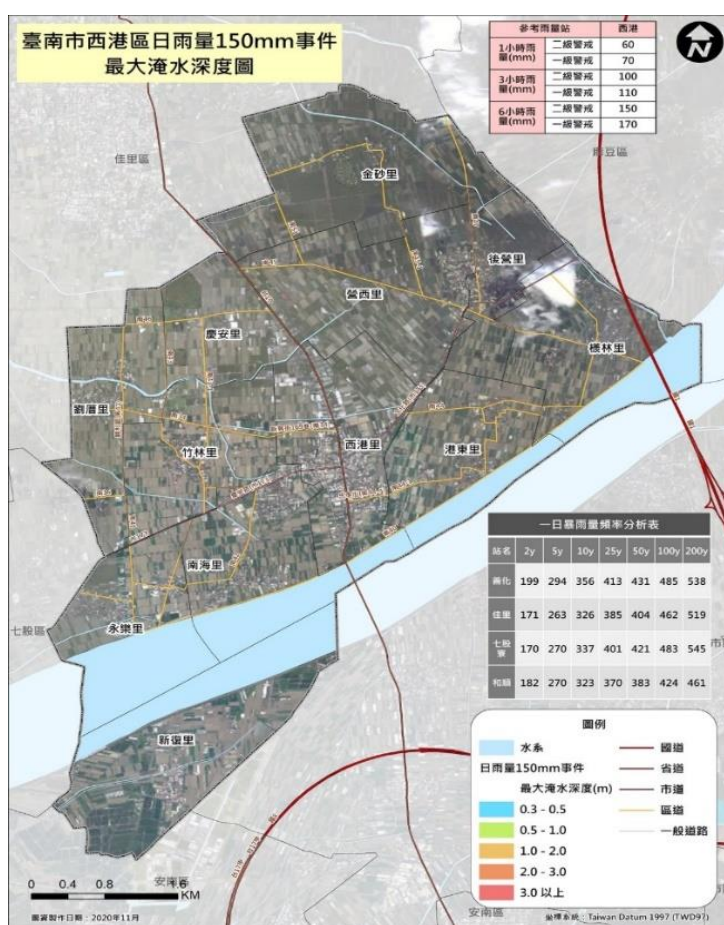 臺南市西港區日雨量150mm事件
最大淹水深度圖
參考雨量站 西港
1小時雨量(mm) 二級警戒 60
一級警戒 70
3小時雨量(mm) 二級警戒 100
一級警戒 110
6小時雨量(mm) 二級警戒 150
一級警戒 170
N
佳里區
麻豆區
金砂里
後營里
營西里
慶安里
檨林里
劉厝里
竹林里
西港里
港東里
南海里
七股區
永樂里
新復里
安南區
安南區
一日暴雨量頻率分析表
站名 2y 5y 10y 25y 50y 100y 200y
善化 199 294 356 413 431 485 538
佳里 171 263 326 385 404 462 519
七股寮 170 270 337 401 421 483 545
和順 182 270 323 370 383 424 461
圖例
水系
日雨量150mm事件
最大淹水深度(m)
0.3 - 0.5
0.5 - 1.0
1.0 - 2.0
2.0 - 3.0
3.0 以上
國道
省道
市道
區道
一般道路
0 0.4 0.8 1.6
KM
圖資製作日期：2020年11月
坐標系統：Taiwan Datum 1997 (TWD97)